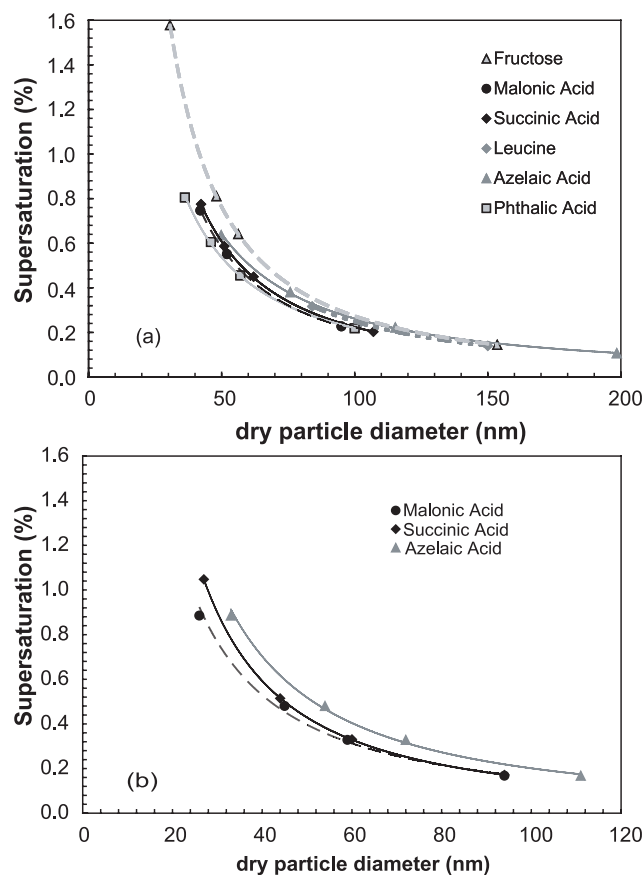 1.6
1.4
1.2
1.0
0.8
0.6
0.4
0.2
0.0
Supersaturation (%)
Fructose
Malonic Acid
Succinic Acid
Leucine
Azelaic Acid
Phthalic Acid
(a)
0 50 100 150 200
dry particle diameter (nm)
1.6
1.4
1.2
1.0
0.8
0.6
0.4
0.2
0.0
Supersaturation (%)
Malonic Acid
Succinic Acid
Azelaic Acid
(b)
0 20 40 60 80 100 120
dry particle diameter (nm)